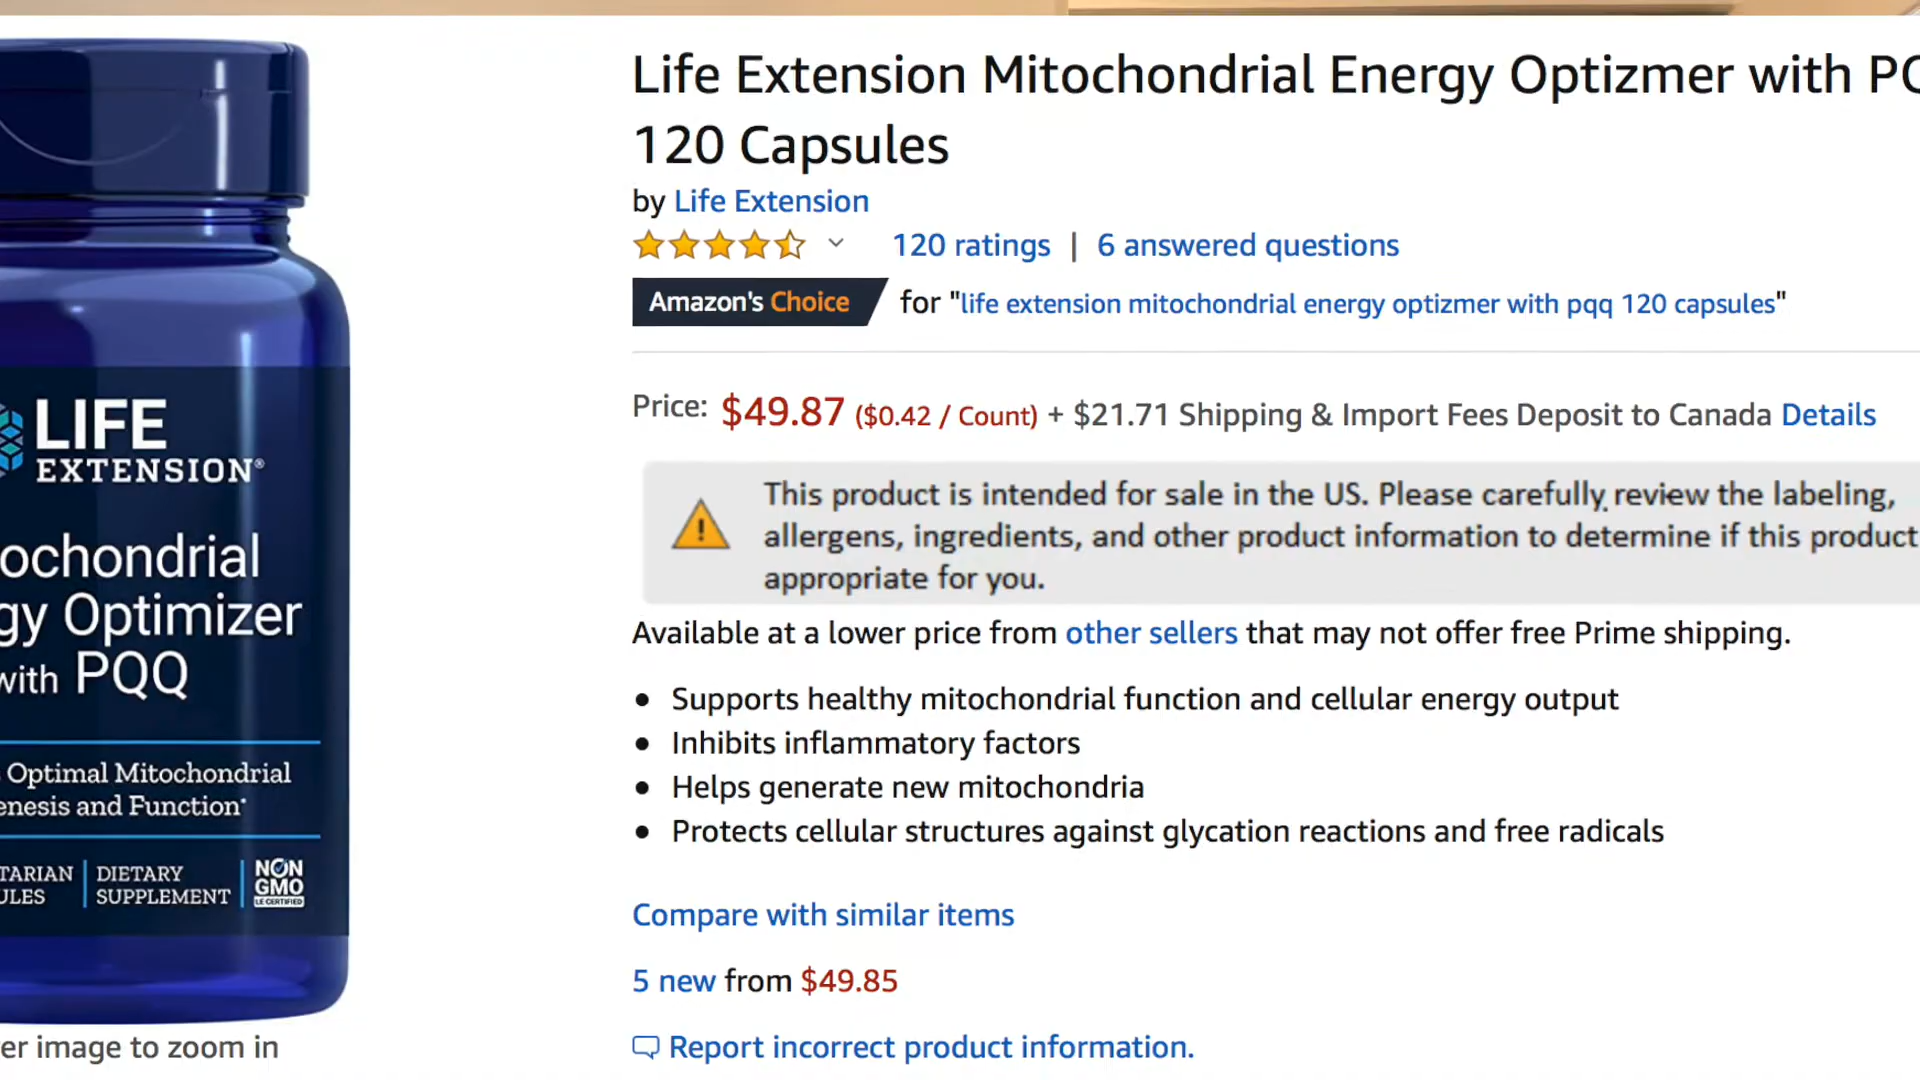 Life Extension Mitochondrial Energy Optizmer with
120 Capsules
by Life Extension
120 ratings | 6 answered questions
Amazon's Choice for "life extension mitochondrial energy optizmer with pqq 120 capsules"
Price: $49.87 ($0.42 / Count) + $21.71 Shipping & Import Fees Deposit to Canada Details
This product is intended for sale in the US. Please carefully review the labeling,
allergens, ingredients, and other product information to determine if this product
appropriate for you.
Available at a lower price from other sellers that may not offer free Prime shipping.
• Supports healthy mitochondrial function and cellular energy output
• Inhibits inflammatory factors
• Helps generate new mitochondria
• Protects cellular structures against glycation reactions and free radicals
Compare with similar items
5 new from $49.85
Report incorrect product information.
LIFE
EXTENSION®
ochondrial
gy Optimizer
with PQQ
Optimal Mitochondrial
enesis and Function*
TARIAN
ULES
DIETARY
SUPPLEMENT
NON
GMO
LE CERTIFIED
er image to zoom in